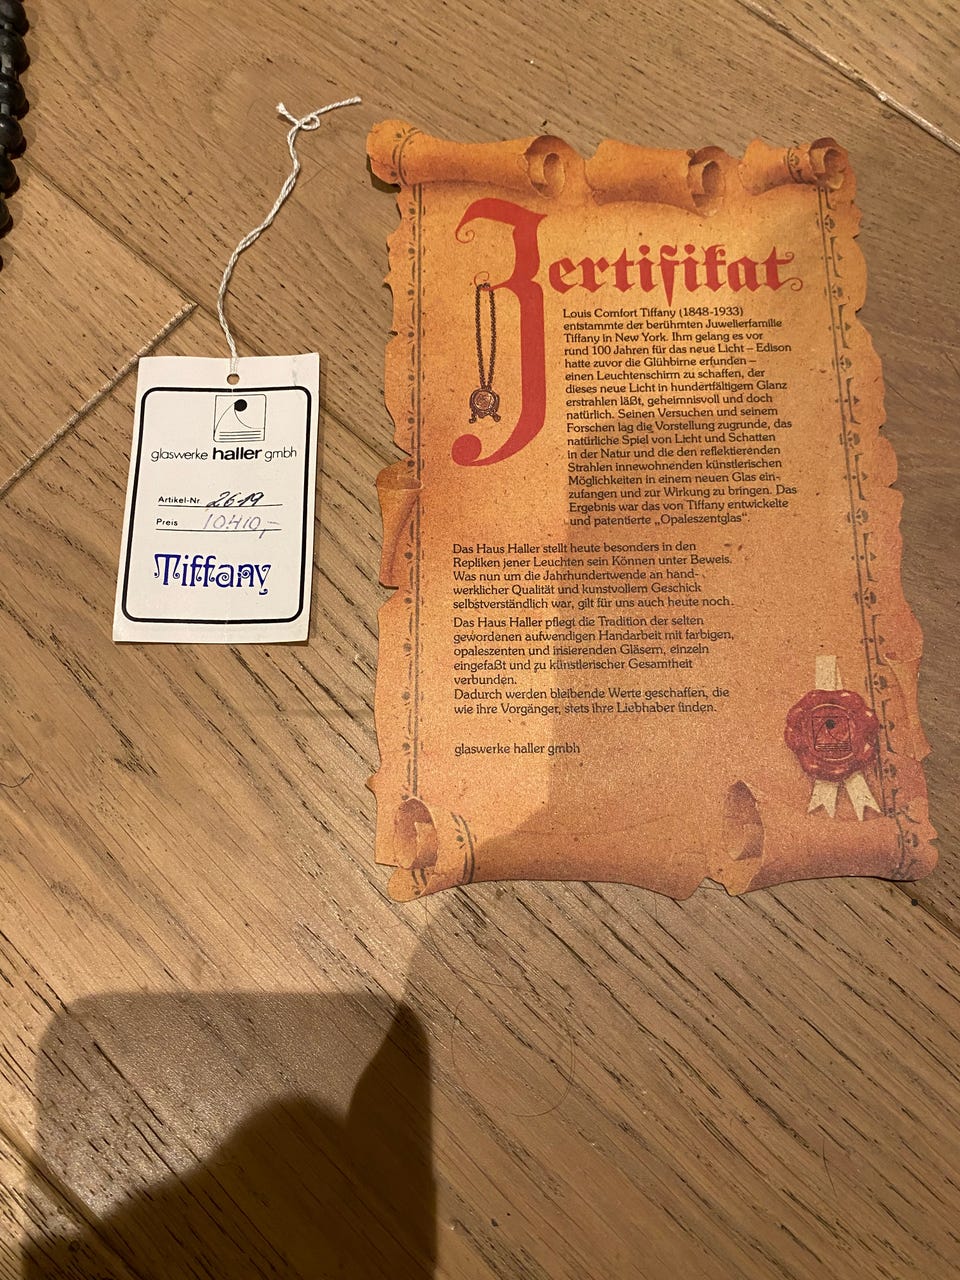 glaswerke haller gmbh
Artikel-Nr. 26-19
Preis 10.410,-
Tiffany
Zertifikat
Louis Comfort Tiffany (1848-1933)
entstammte der berühmten Juwelierfamilie
Tiffany in New York. Ihm gelang es vor
rund 100 Jahren für das neue Licht – Edison
hatte zuvor die Glühbirne erfunden –
einen Leuchtenschirm zu schaffen, der
dieses neue Licht in hundertfältigem Glanz
erstrahlen läßt, geheimnisvoll und doch
natürlich. Seinen Versuchen und seinem
Forschen lag die Vorstellung zugrunde, das
natürliche Spiel von Licht und Schatten
in der Natur und die den reflektierenden
Strahlen innewohnenden künstlerischen
Möglichkeiten in einem neuen Glas ein-
zufangen und zur Wirkung zu bringen. Das
Ergebnis war das von Tiffany entwickelte
und patentierte „Opaleszentglas“.
Das Haus Haller stellt heute besonders in den
Repliken jener Leuchten sein Können unter Beweis.
Was nun um die Jahrhundertwende an hand-
werklicher Qualität und kunstvollem Geschick
selbstverständlich war, gilt für uns auch heute noch.
Das Haus Haller pflegt die Tradition der selten
gewordenen aufwendigen Handarbeit mit farbigen,
opaleszenten und irisierenden Gläsern, einzeln
eingefaßt und zu künstlerischer Gesamtheit
verbunden.
Dadurch werden bleibende Werte geschaffen, die
wie ihre Vorgänger, stets ihre Liebhaber finden.
glaswerke haller gmbh